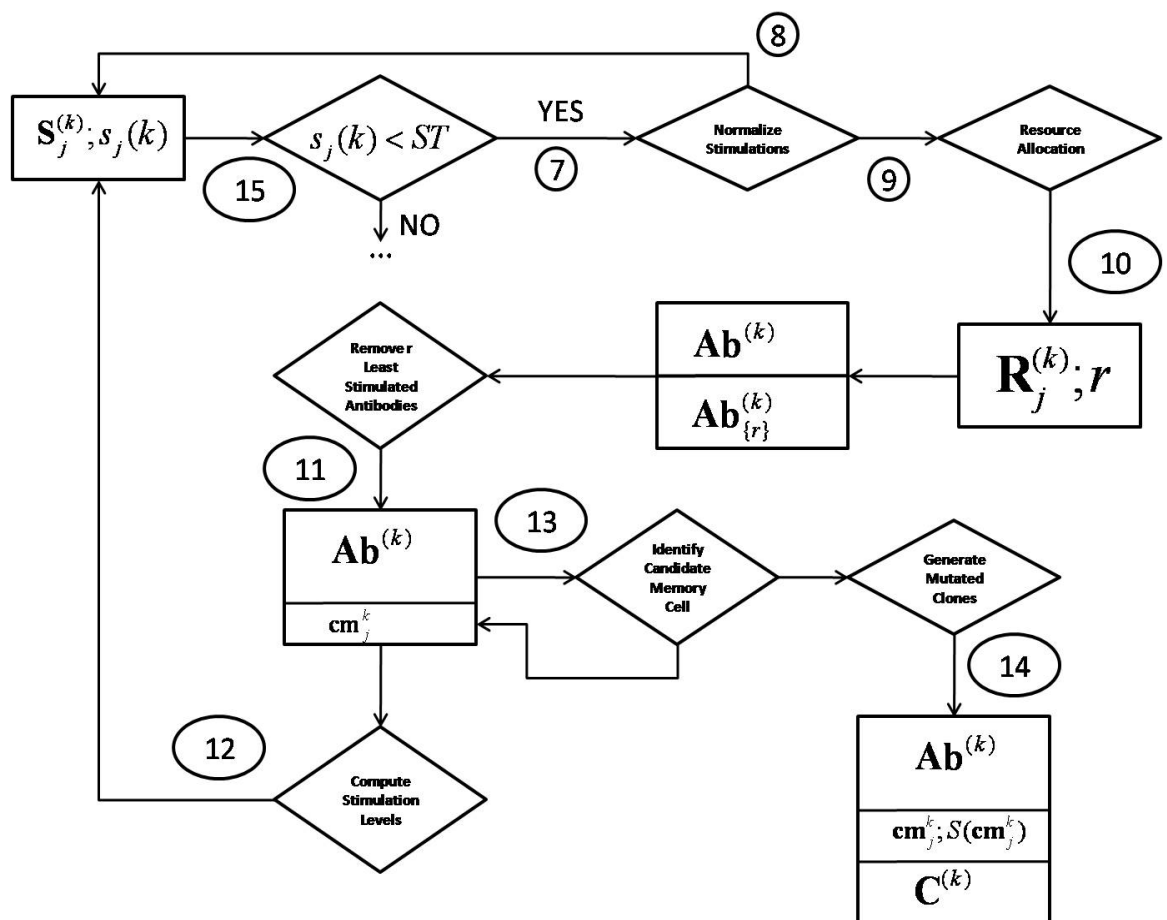 8
S_j^{(k)}; s_j(k)
s_j(k) < ST
YES
Normalize
Stimulations
Resource
Allocation
15
7
9
NO
...
10
Remove r
Least
Stimulated
Antibodies
Ab^{(k)}
Ab_{\{r\}}^{(k)}
R_j^{(k)}; r
11
13
Ab^{(k)}
cm_j^k
Identify
Candidate
Memory
Cell
Generate
Mutated
Clones
14
12
Compute
Stimulation
Levels
Ab^{(k)}
cm_j^k; S(cm_j^k)
C^{(k)}